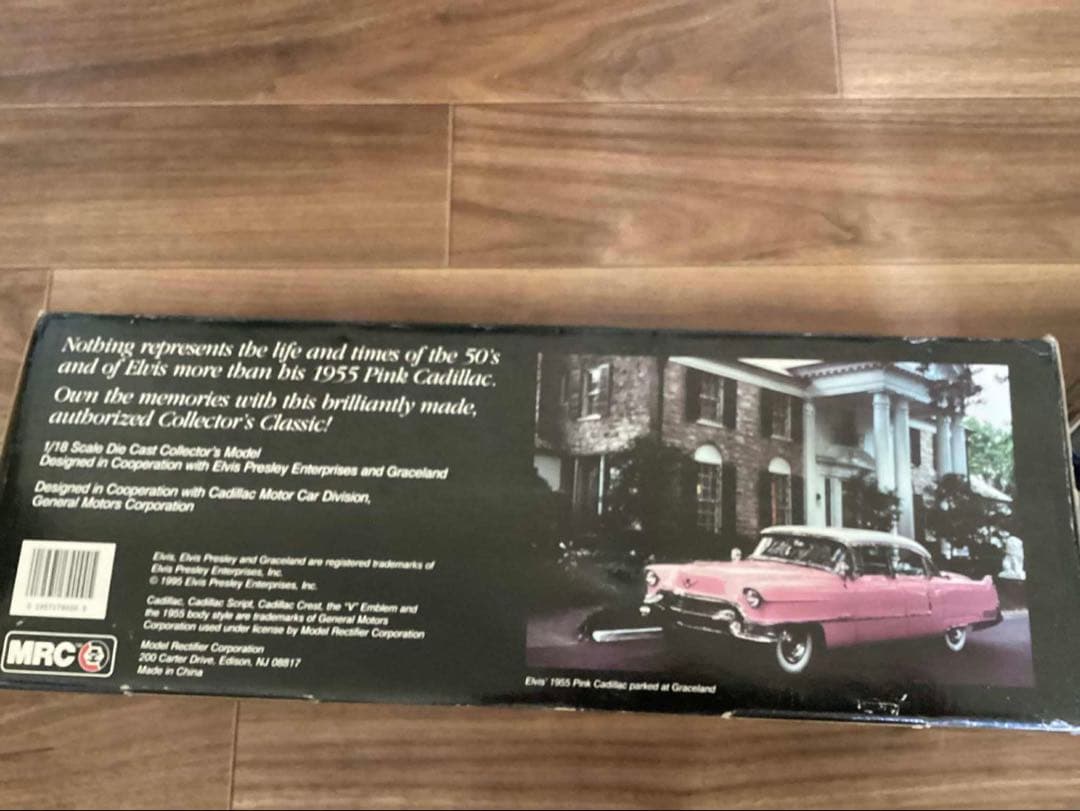 Nothing represents the life and times of the 50's
and of Elvis more than his 1955 Pink Cadillac.
Own the memories with this brilliantly made,
authorized Collector's Classic!
1/18 Scale Die Cast Collector's Model
Designed in Cooperation with Elvis Presley Enterprises and Graceland
Designed in Cooperation with Cadillac Motor Car Division,
General Motors Corporation
Elvis, Elvis Presley and Graceland are registered trademarks of
Elvis Presley Enterprises, Inc.
© 1995 Elvis Presley Enterprises, Inc.
Cadillac, Cadillac Script, Cadillac Crest, the "V" Emblem and
the 1955 body style are trademarks of General Motors
Corporation used under license by Model Rectifier Corporation
MRC
Model Rectifier Corporation
200 Carter Drive, Edison, NJ 08817
Made in China
Elvis' 1955 Pink Cadillac parked at Graceland